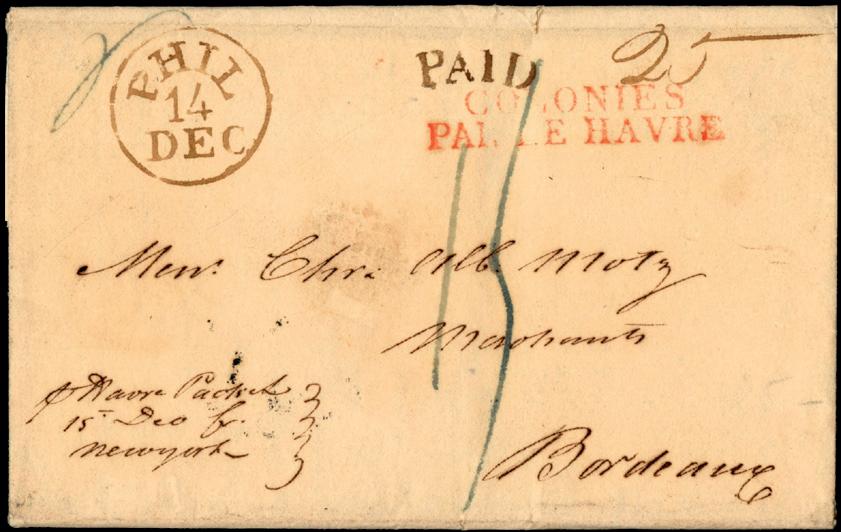 PHIL
14
DEC
PAID
25
COLONIES
PAR LE HAVRE
Mess. Chr. Alb. Motz
Merchants
Bordeaux
p Havre Packet
15 Dec fr.
Newyork